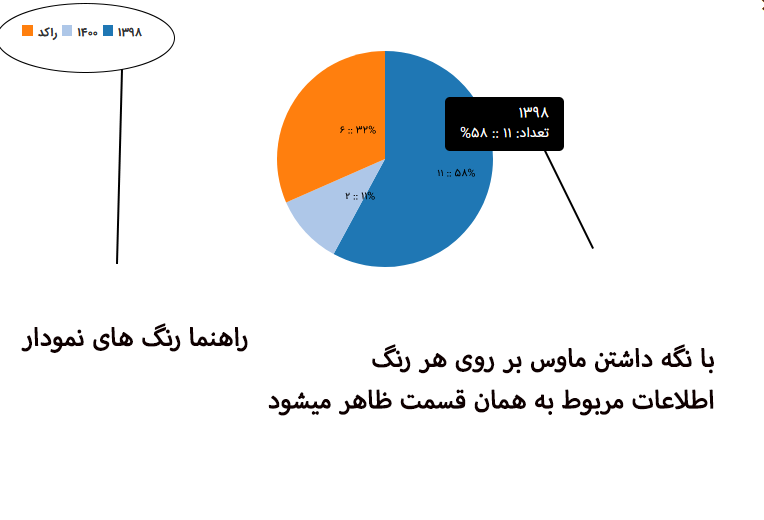 ۱۳۹۸ ۱۴۰۰ راکد
۱۳۹۸
تعداد: ۱۱ :: ۵۸%
۶ :: ۳۲%
۱۱ :: ۵۸%
۲ :: ۱۱%
راهنما رنگ های نمودار
با نگه داشتن ماوس بر روی هر رنگ
اطلاعات مربوط به همان قسمت ظاهر میشود